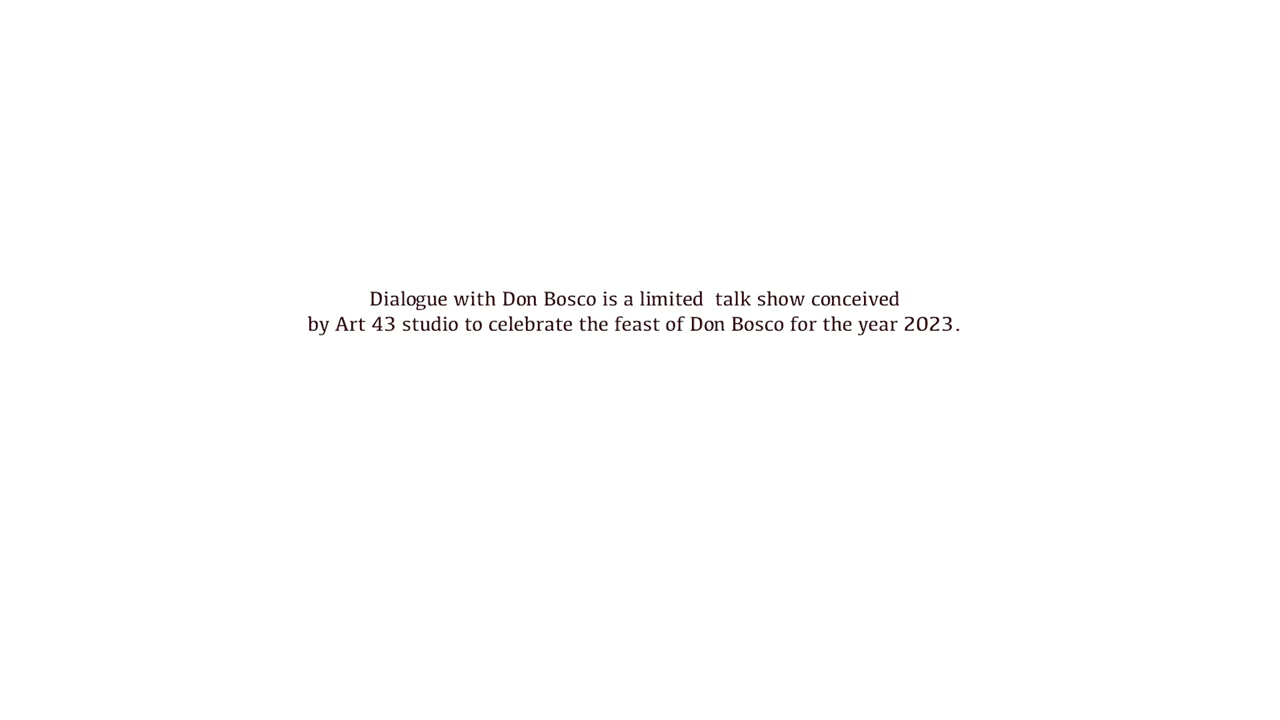 Dialogue with Don Bosco is a limited  talk show conceived
by Art 43 studio to celebrate the feast of Don Bosco for the year 2023.